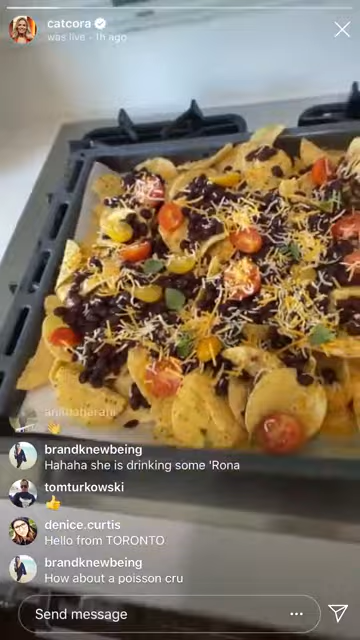 catcora
was live · 1h ago
anitnaharani
brandknewbeing
Hahaha she is drinking some 'Rona
tomturkowski
denice.curtis
Hello from TORONTO
brandknewbeing
How about a poisson cru
Send message